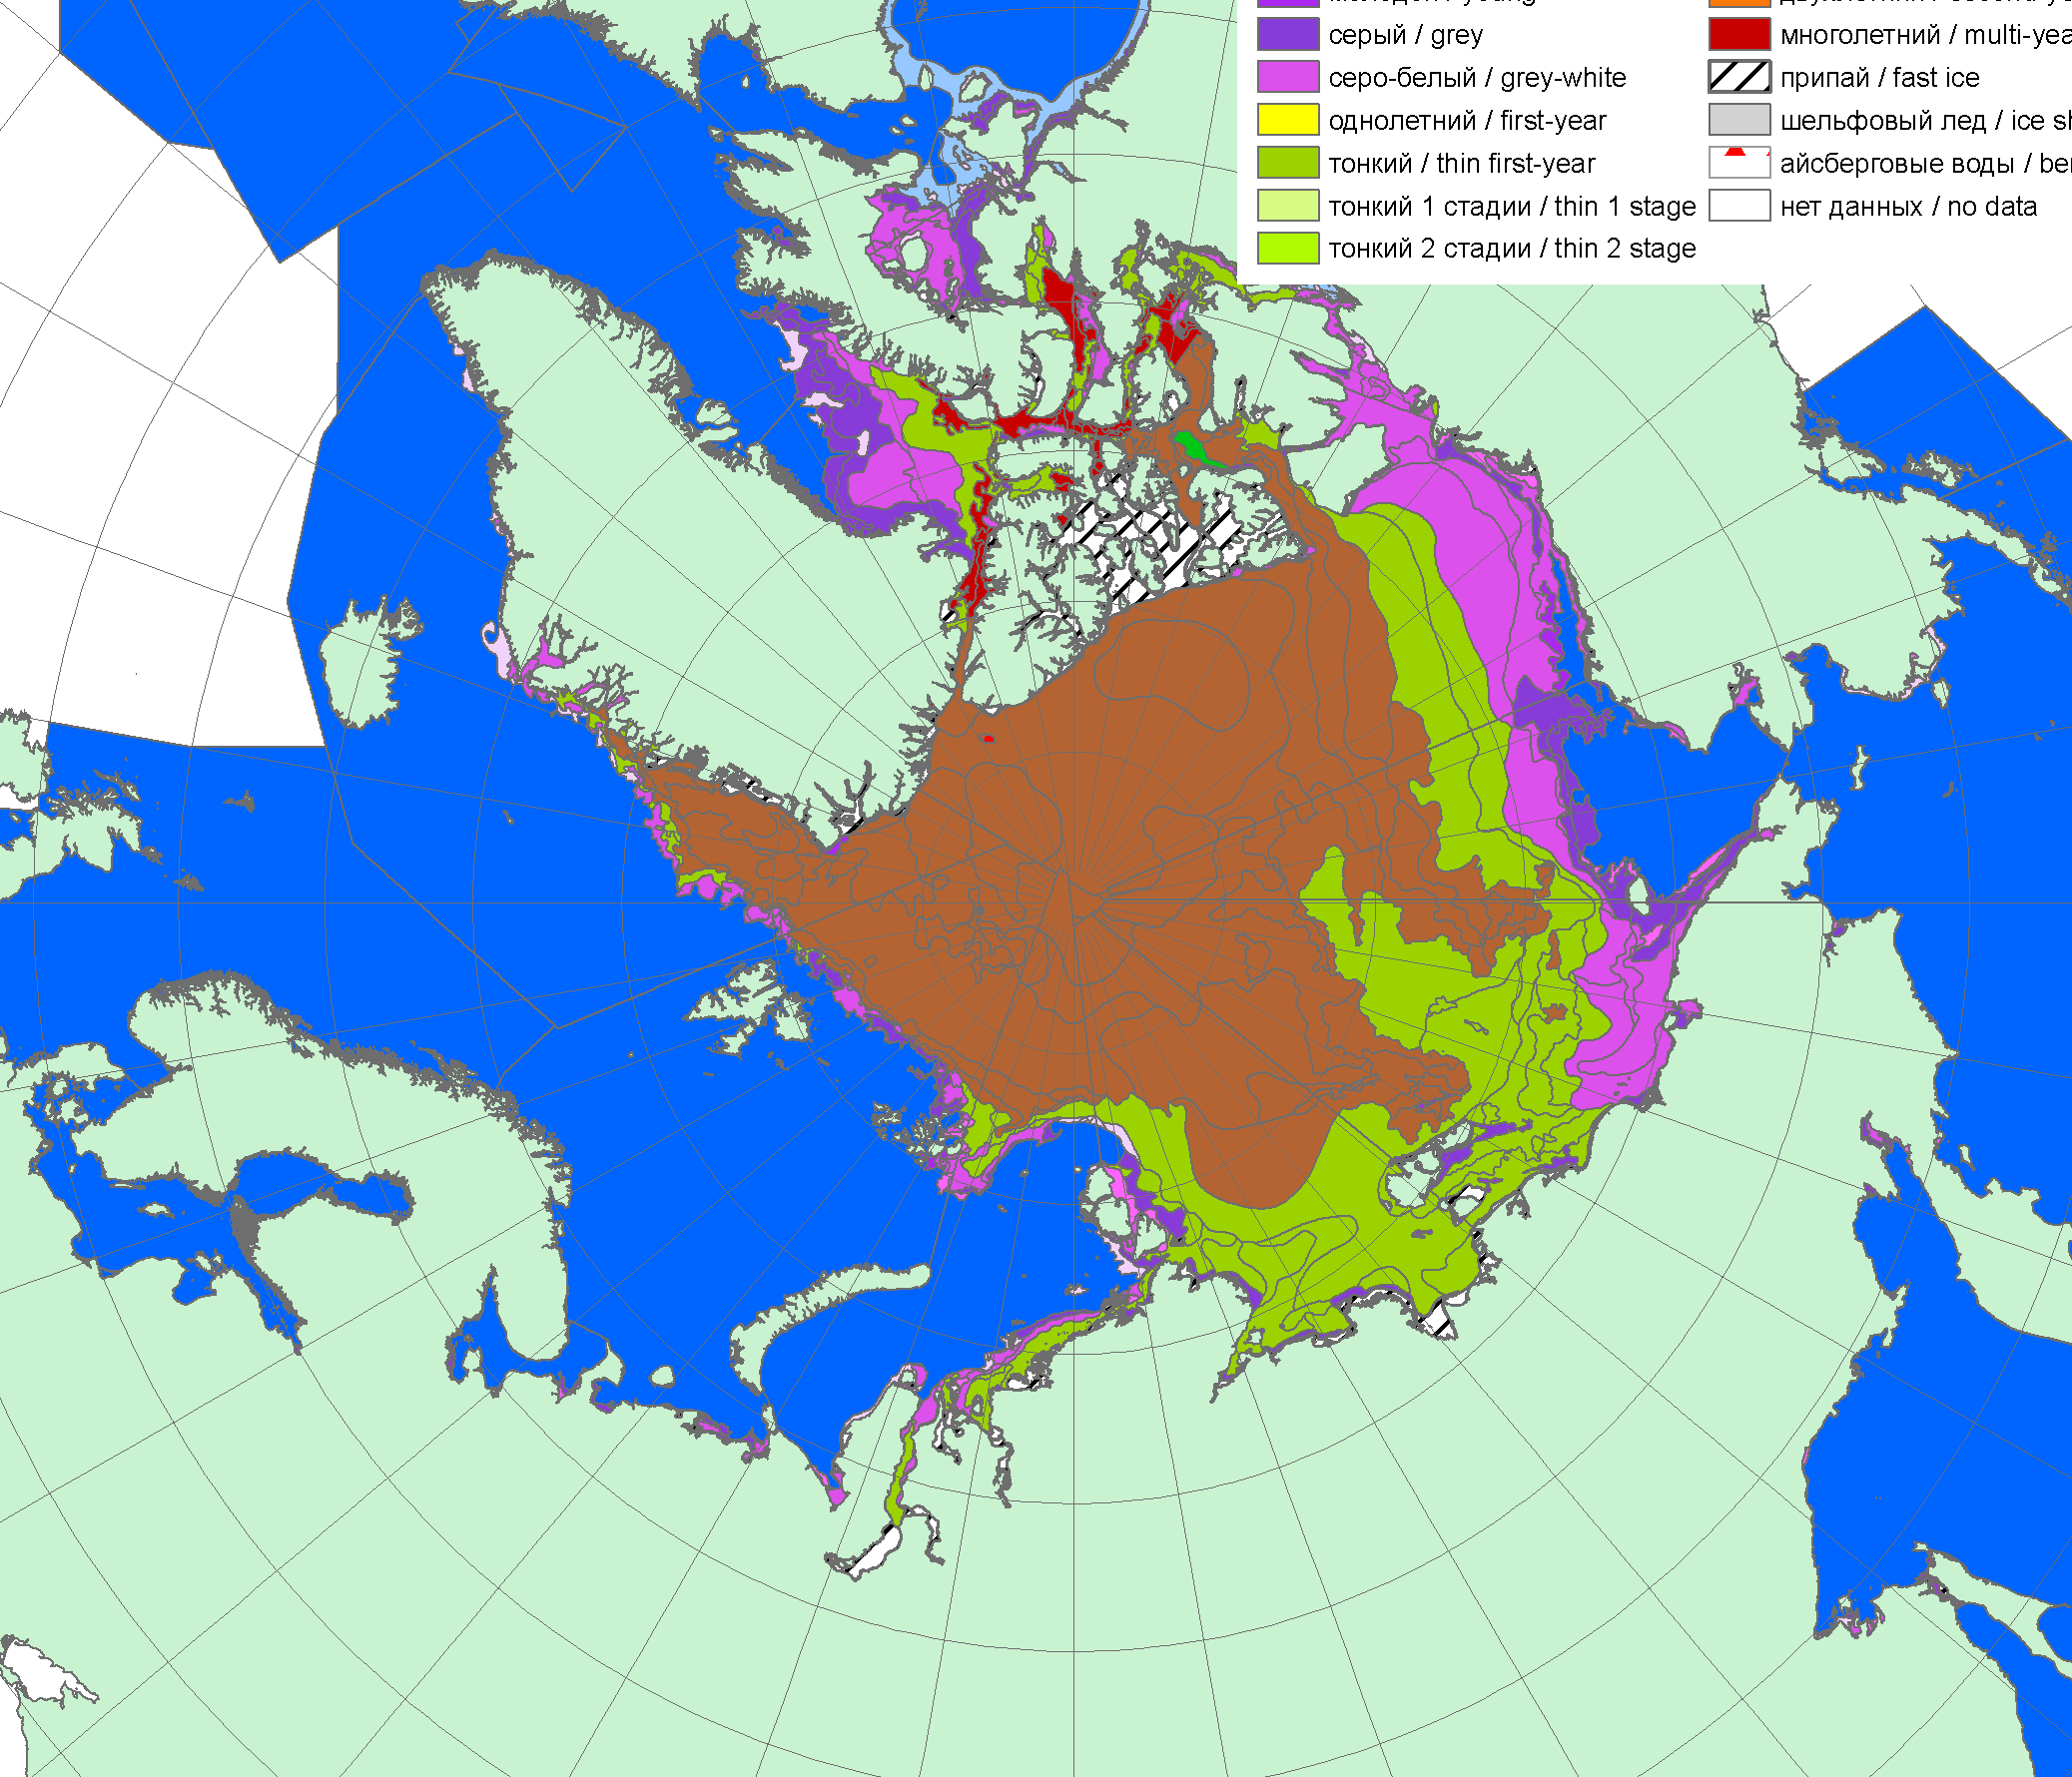 серый / grey
серо-белый / grey-white
однолетний / first-year
тонкий / thin first-year
тонкий 1 стадии / thin 1 stage
тонкий 2 стадии / thin 2 stage
многолетний / multi-yea
припай / fast ice
шельфовый лед / ice sh
айсберговые воды / be
нет данных / no data